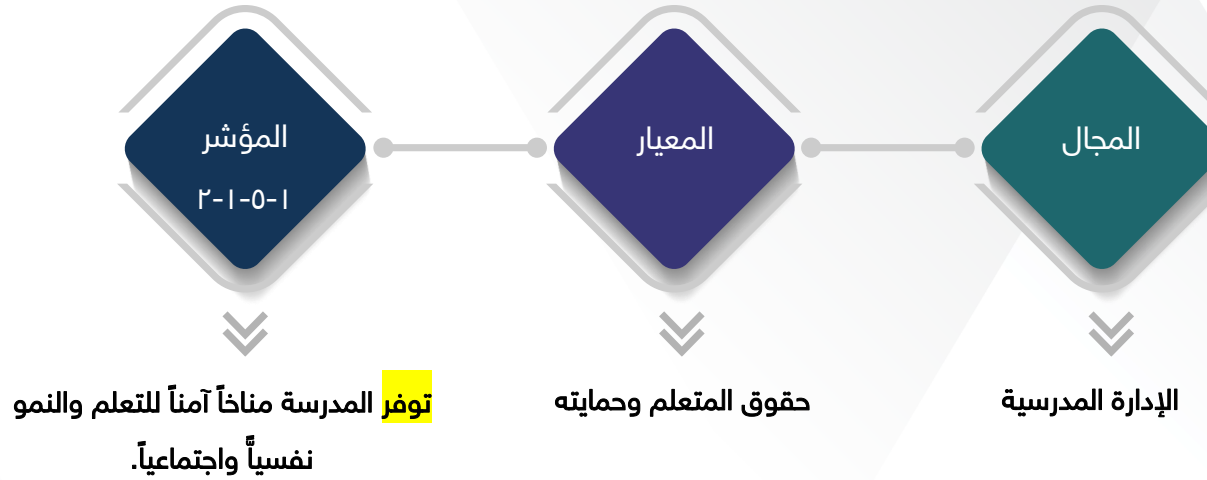 المجال
المعيار
المؤشر
١-٥-١-٢
الإدارة المدرسية
حقوق المتعلم وحمايته
توفر المدرسة مناخاً آمناً للتعلم والنمو
نفسياًّ واجتماعياً.